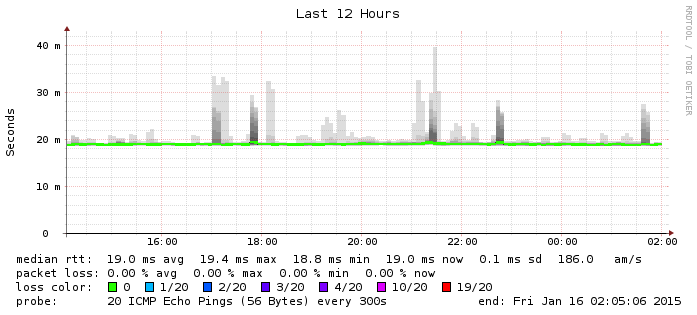 Last 12 Hours
RRDTOOL / TOBI OETIKER
Seconds
40 m
30 m
20 m
10 m
0
16:00 18:00 20:00 22:00 00:00 02:00
median rtt: 19.0 ms avg 19.4 ms max 18.8 ms min 19.0 ms now 0.1 ms sd 186.0 am/s
packet loss: 0.00 % avg 0.00 % max 0.00 % min 0.00 % now
loss color: 0 1/20 2/20 3/20 4/20 10/20 19/20
probe: 20 ICMP Echo Pings (56 Bytes) every 300s end: Fri Jan 16 02:05:06 2015